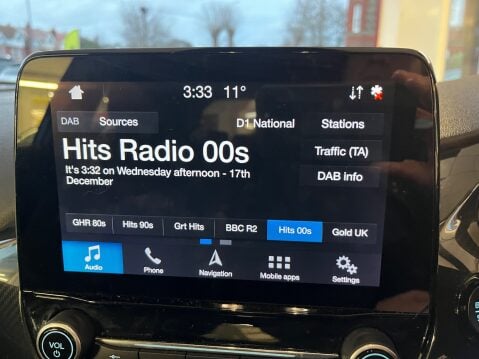 3:33 11°
DAB Sources D1 National Stations
Hits Radio 00s
Traffic (TA)
It's 3:32 on Wednesday afternoon - 17th
December
DAB info
GHR 80s Hits 90s Grt Hits BBC R2 Hits 00s Gold UK
Audio Phone Navigation Mobile apps Settings
VOL